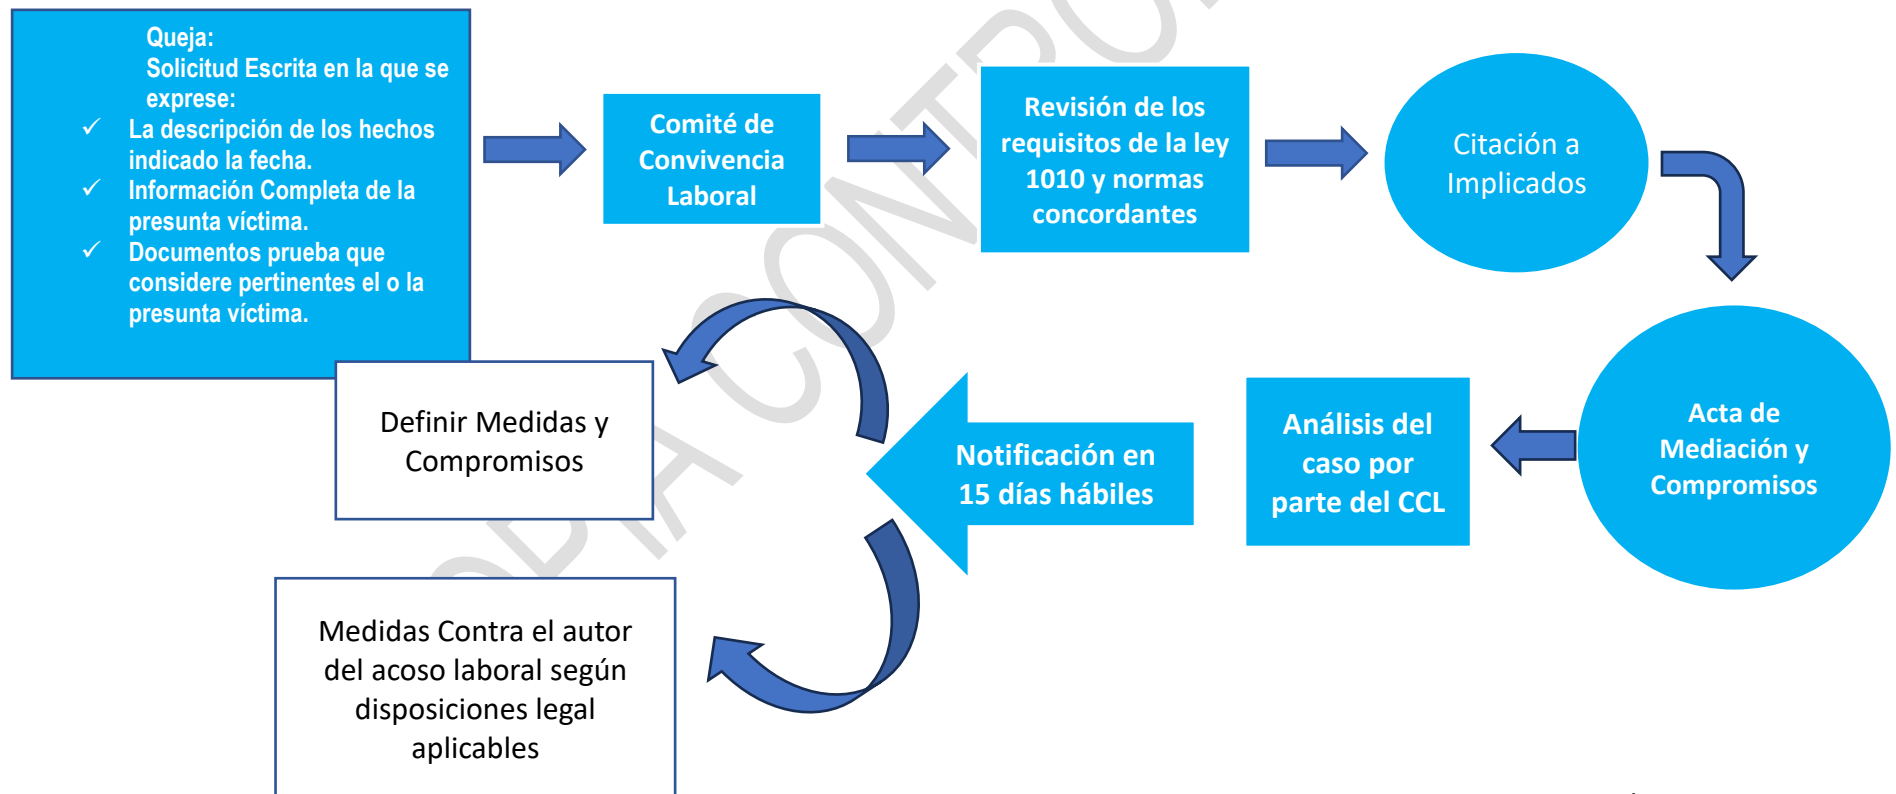 Queja:
Solicitud Escrita en la que se
exprese:
✓ La descripción de los hechos
indicado la fecha.
✓ Información Completa de la
presunta víctima.
✓ Documentos prueba que
considere pertinentes el o la
presunta víctima.
Comité de
Convivencia
Laboral
Revisión de los
requisitos de la ley
1010 y normas
concordantes
Citación a
Implicados
Acta de
Mediación y
Compromisos
Análisis del
caso por
parte del CCL
Notificación en
15 días hábiles
Definir Medidas y
Compromisos
Medidas Contra el autor
del acoso laboral según
disposiciones legal
aplicables